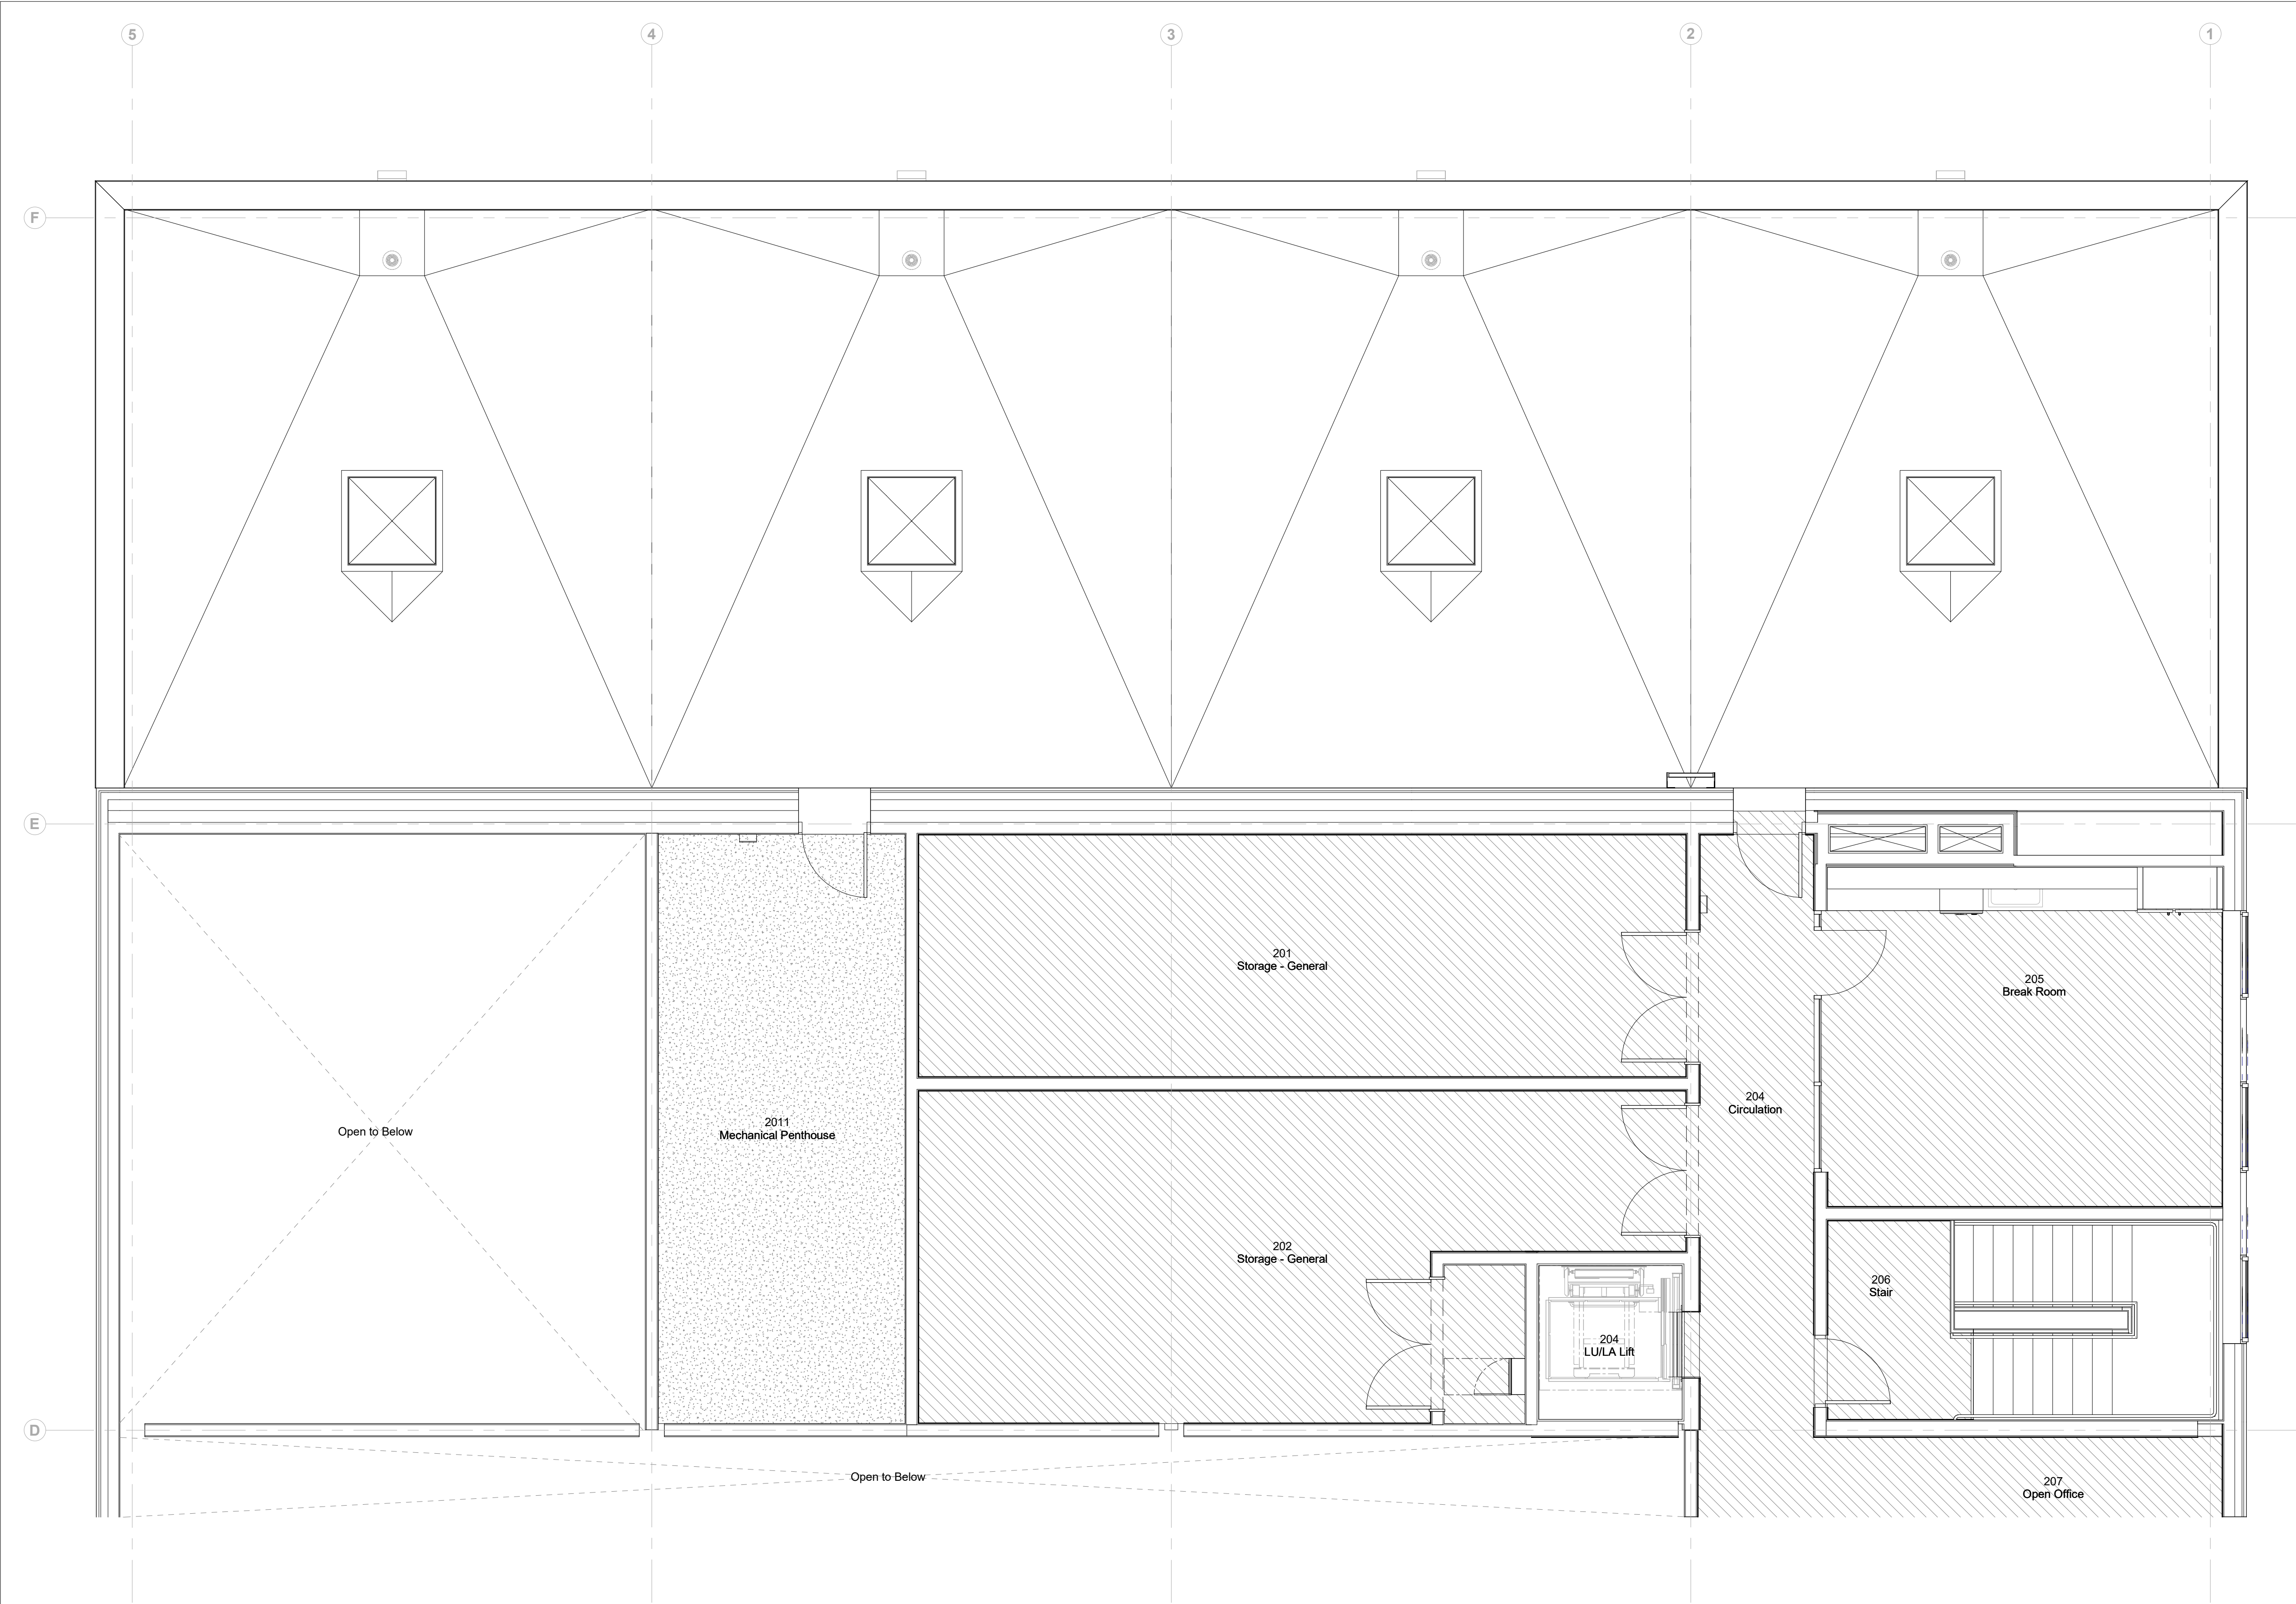 5
4
3
2
1
F
E
201
Storage - General
205
Break Room
204
Circulation
2011
Mechanical Penthouse
Open to Below
202
Storage - General
206
Stair
204
LU/LA Lift
D
Open to Below
207
Open Office